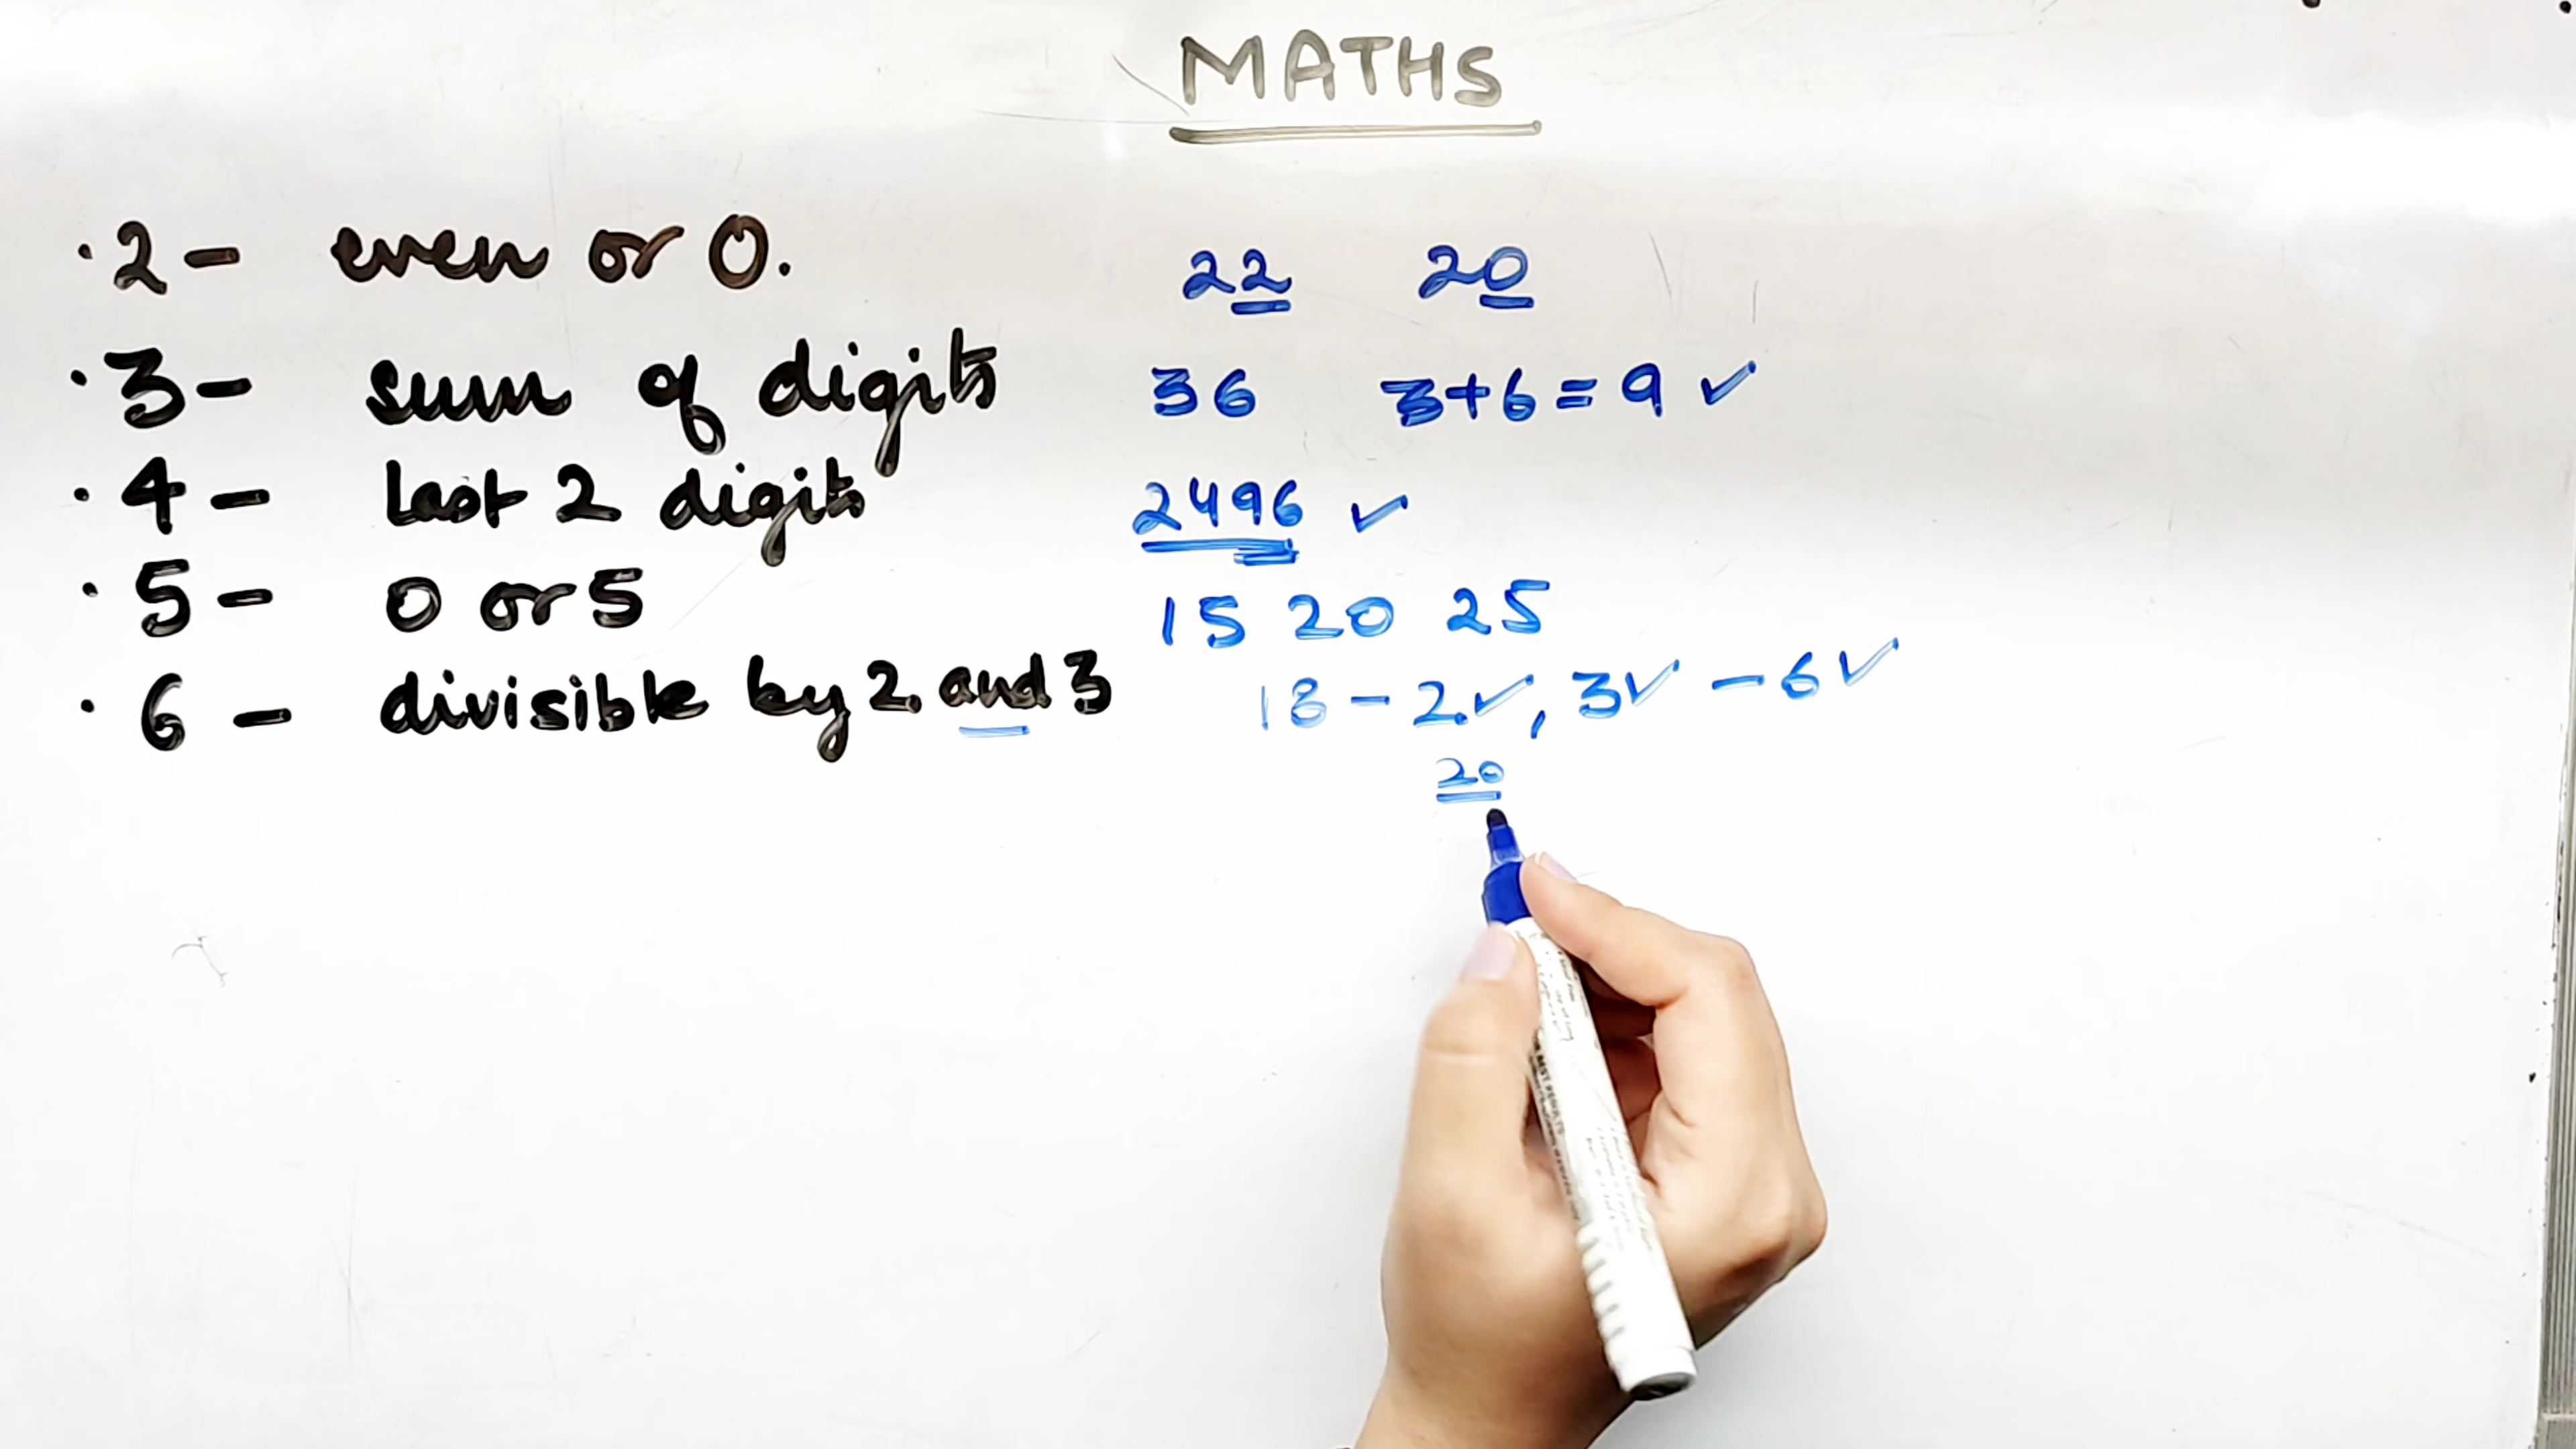 MATHS
· 2 - even or 0. 22 20
· 3 - sum of digits 36 3+6=9 ✓
· 4 - last 2 digits 2496 ✓
· 5 - 0 or 5 15 20 25
· 6 - divisible by 2 and 3 18 - 2 ✓, 3 ✓ - 6 ✓
20